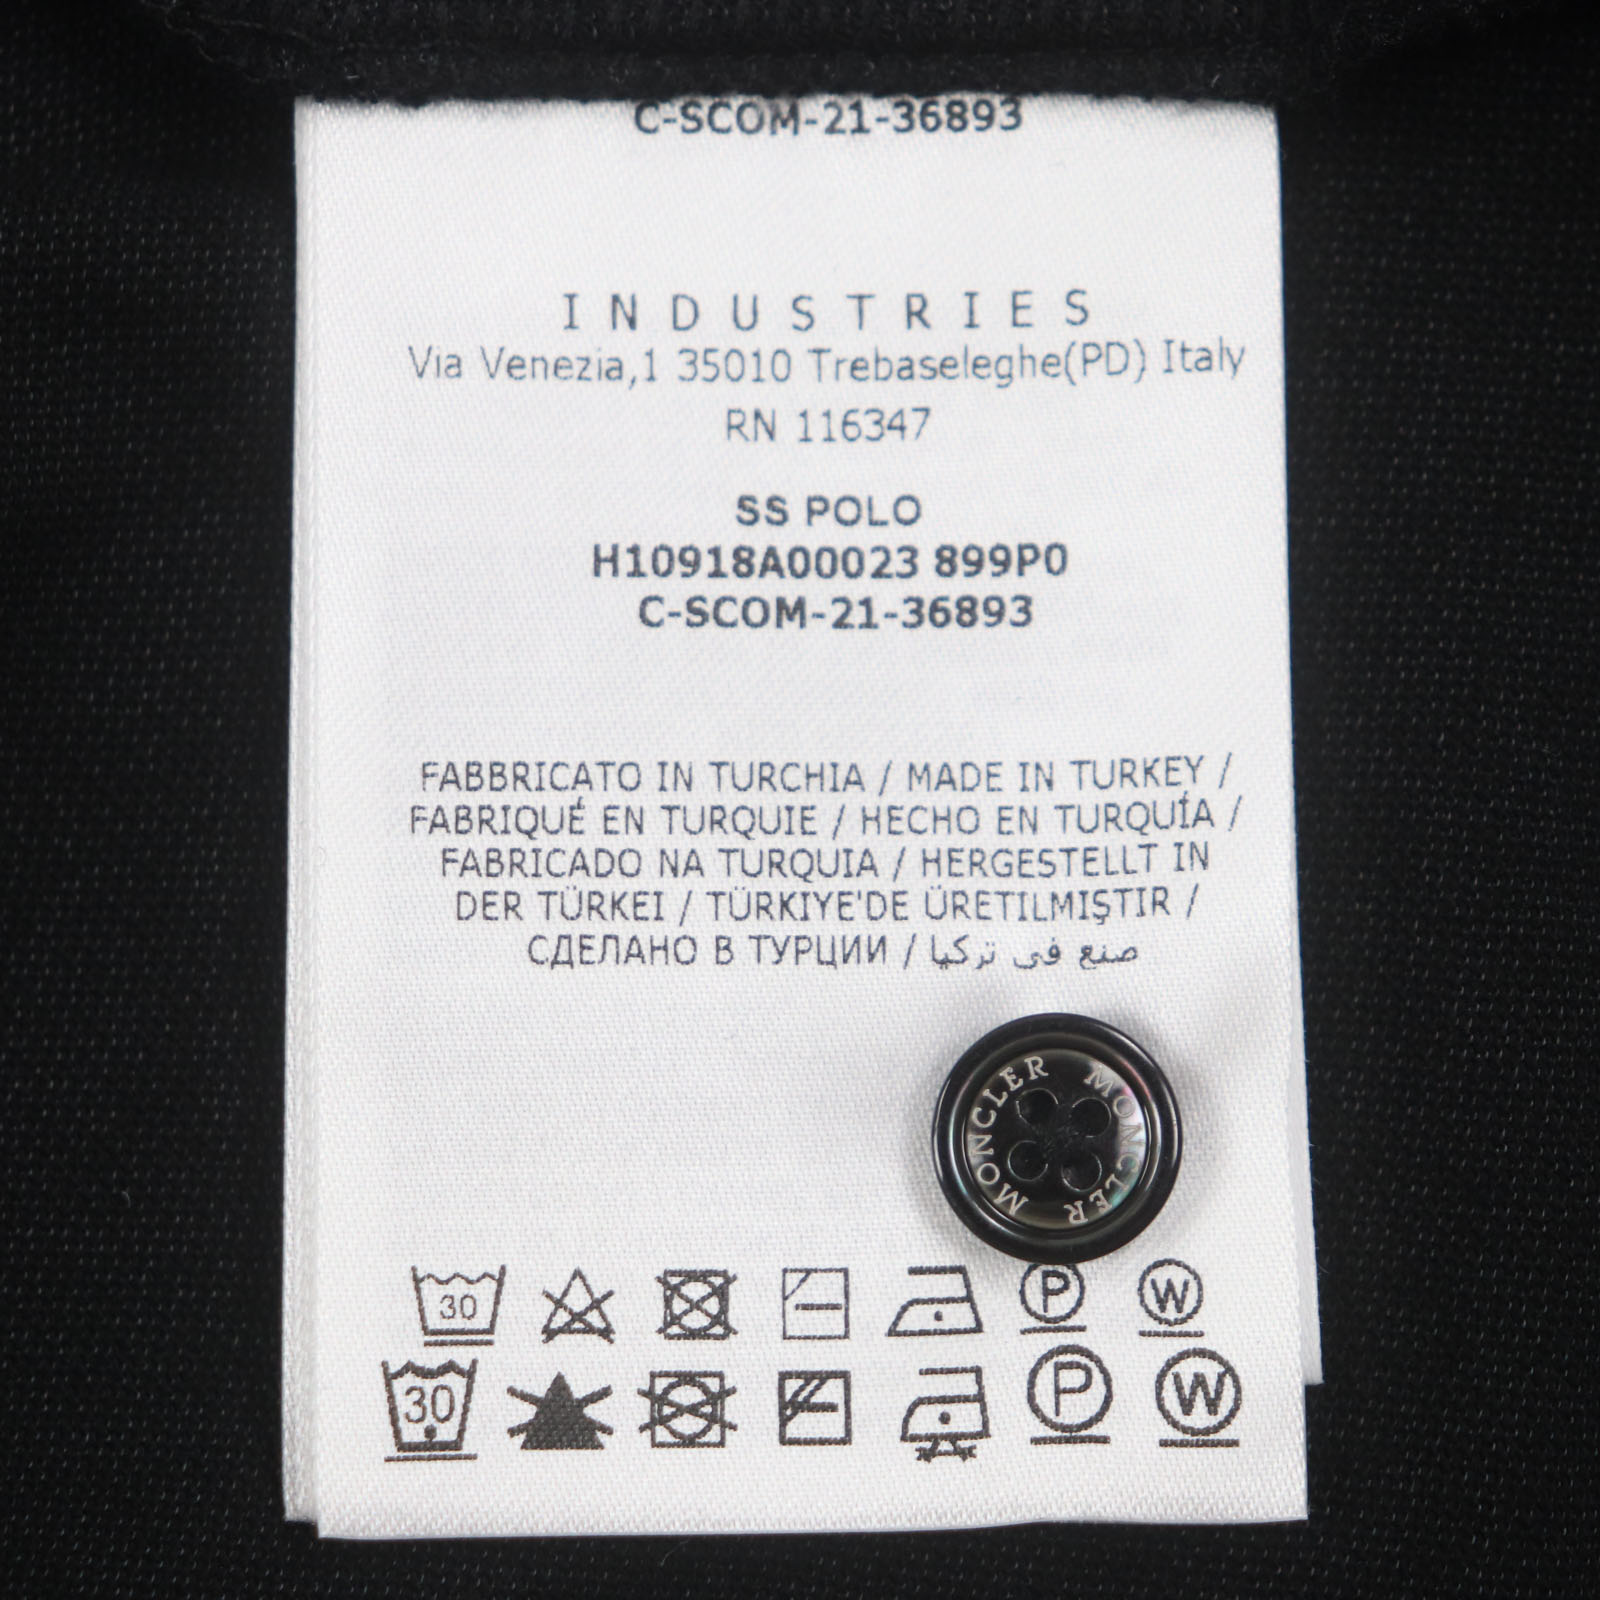 C-SCOM-21-36893
INDUSTRIES
Via Venezia,1 35010 Trebaseleghe(PD) Italy
RN 116347
SS POLO
H10918A00023 899P0
C-SCOM-21-36893
FABBRICATO IN TURCHIA / MADE IN TURKEY /
FABRIQUÉ EN TURQUIE / HECHO EN TURQUÍA /
FABRICADO NA TURQUIA / HERGESTELLT IN
DER TÜRKEI / TÜRKIYE'DE ÜRETILMIŞTIR /
СДЕЛАНО В ТУРЦИИ / صنع فى تركيا
MONCLER MONCLER
30 P W
30 P W